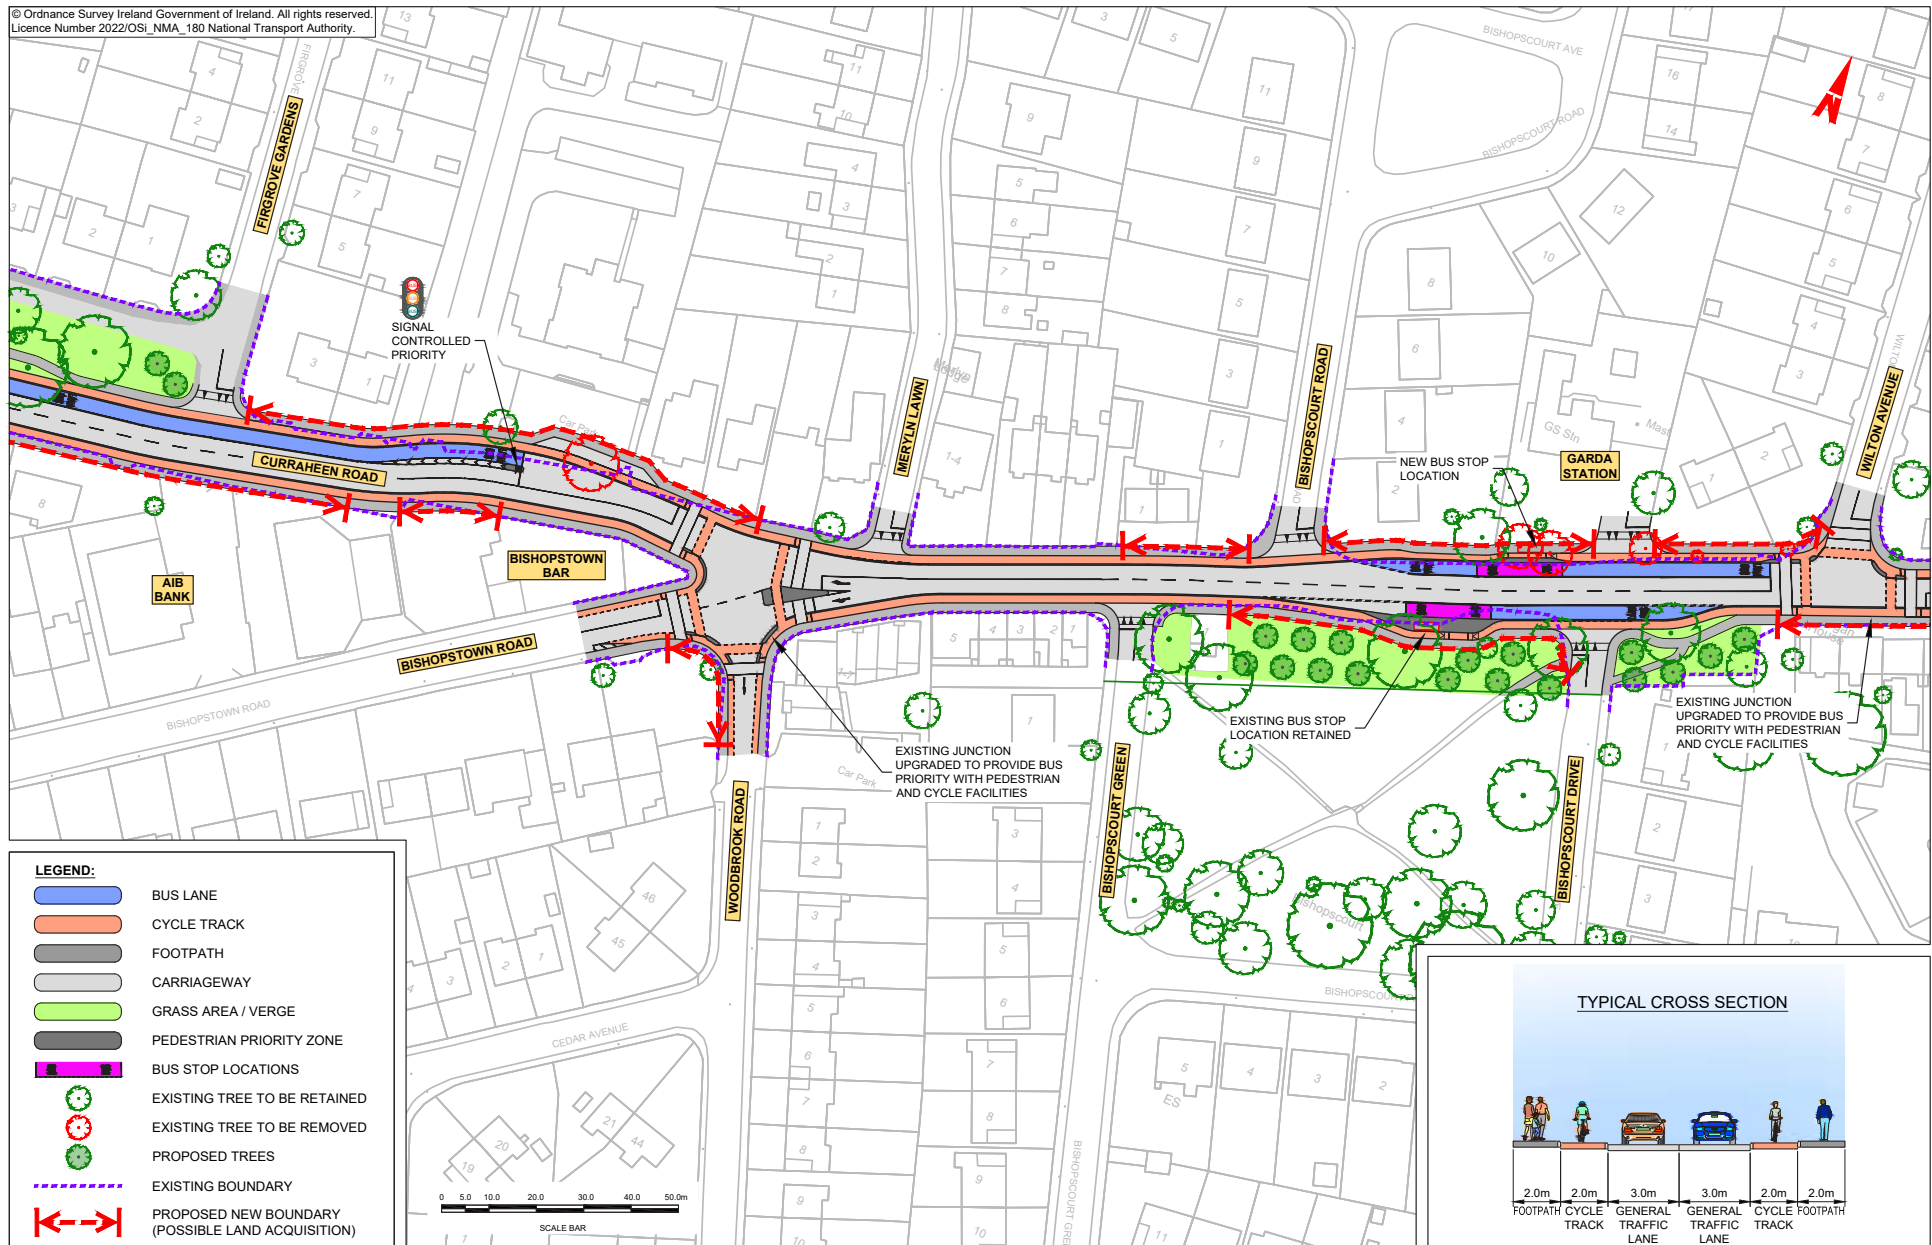 © Ordnance Survey Ireland Government of Ireland. All rights reserved.
Licence Number 2022/OSi_NMA_180 National Transport Authority.
BISHOPSCOURT AVE
BISHOPSCOURT ROAD
FIRGROVE
FIRGROVE GARDENS
N
SIGNAL
CONTROLLED
PRIORITY
Car Park
CURRAHEEN ROAD
MERYLN LAWN
BISHOPSCOURT ROAD
NEW BUS STOP
LOCATION
GS Stn
Mast
GARDA
STATION
WILTON AVENUE
AIB
BANK
BISHOPSTOWN
BAR
BISHOPSTOWN ROAD
BISHOPSTOWN ROAD
WOODBROOK ROAD
Car Park
EXISTING JUNCTION
UPGRADED TO PROVIDE BUS
PRIORITY WITH PEDESTRIAN
AND CYCLE FACILITIES
BISHOPSCOURT GREEN
EXISTING BUS STOP
LOCATION RETAINED
BISHOPSCOURT DRIVE
EXISTING JUNCTION
UPGRADED TO PROVIDE BUS
PRIORITY WITH PEDESTRIAN
AND CYCLE FACILITIES
Bishopscourt
CEDAR AVENUE
ES
LEGEND:
BUS LANE
CYCLE TRACK
FOOTPATH
CARRIAGEWAY
GRASS AREA / VERGE
PEDESTRIAN PRIORITY ZONE
BUS STOP LOCATIONS
EXISTING TREE TO BE RETAINED
EXISTING TREE TO BE REMOVED
PROPOSED TREES
EXISTING BOUNDARY
PROPOSED NEW BOUNDARY
(POSSIBLE LAND ACQUISITION)
0 5.0 10.0 20.0 30.0 40.0 50.0m
SCALE BAR
TYPICAL CROSS SECTION
2.0m 2.0m 3.0m 3.0m 2.0m 2.0m
FOOTPATH CYCLE GENERAL GENERAL CYCLE FOOTPATH
TRACK TRAFFIC TRAFFIC TRACK
LANE LANE